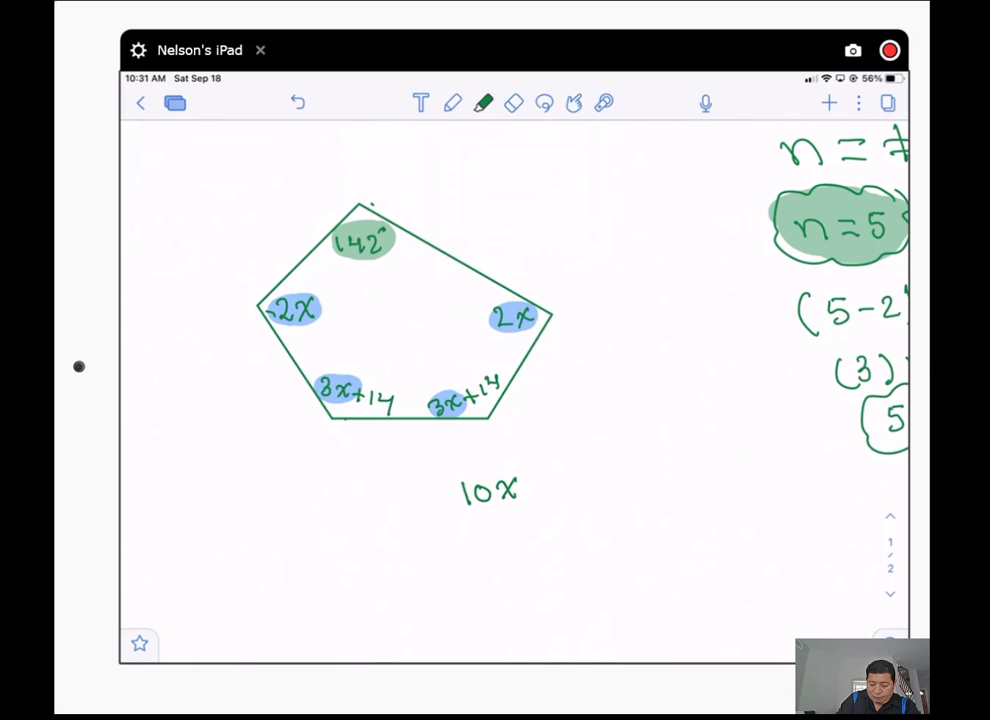 Nelson's iPad
10:31 AM Sat Sep 18
56%
T
n =
n = 5
142°
2x
2x
(5-2
3x+14
3x+14
(3)
5
10x
1
/
2